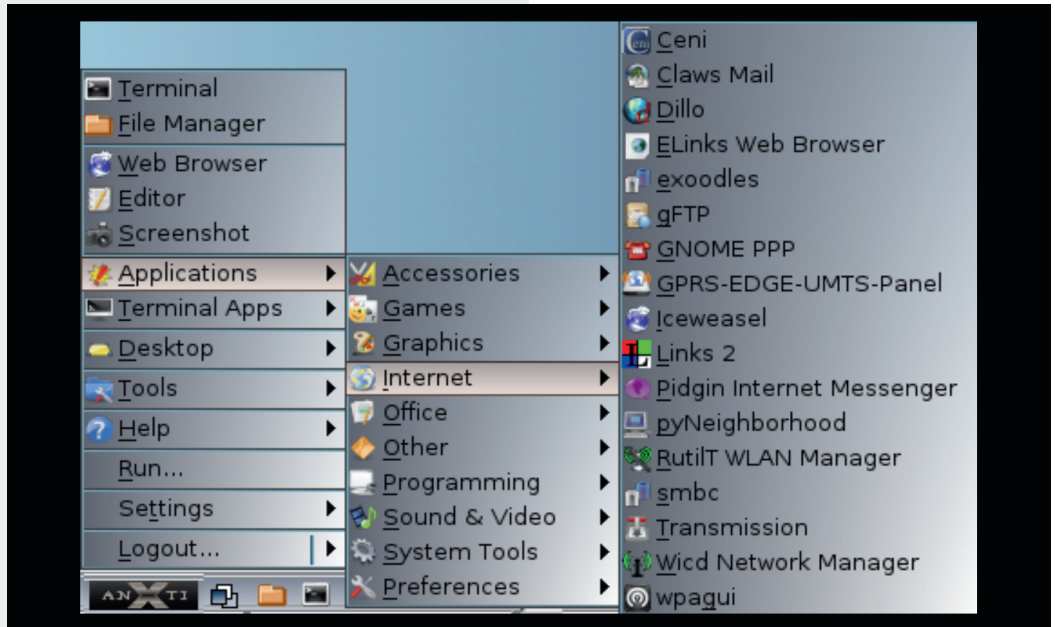 Terminal
File Manager
Web Browser
Editor
Screenshot
Applications
Terminal Apps
Desktop
Tools
Help
Run...
Settings
Logout...
ANXTI
Accessories
Games
Graphics
Internet
Office
Other
Programming
Sound & Video
System Tools
Preferences
Ceni
Ceni
Claws Mail
Dillo
ELinks Web Browser
exoodles
gFTP
GNOME PPP
GPRS-EDGE-UMTS-Panel
Iceweasel
Links 2
Pidgin Internet Messenger
pyNeighborhood
RutilT WLAN Manager
smbc
Transmission
Wicd Network Manager
wpagui